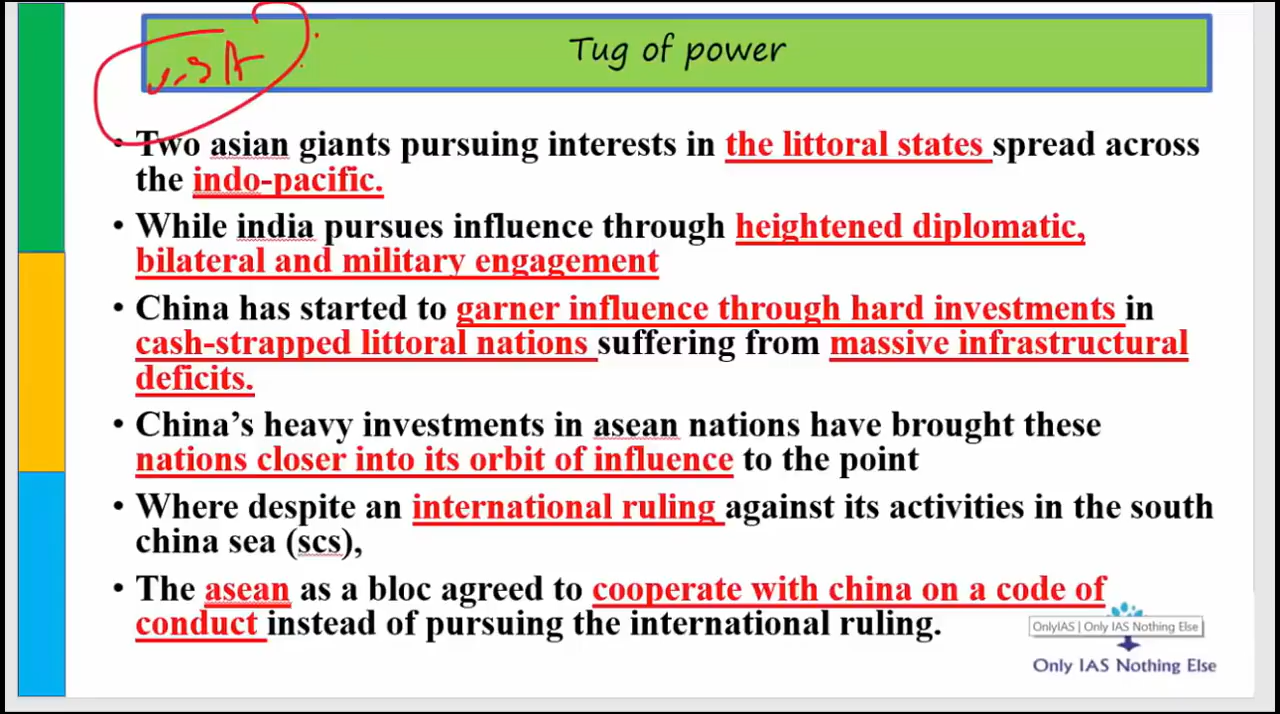 Tug of power
U.S A
• Two asian giants pursuing interests in the littoral states spread across
the indo-pacific.
• While india pursues influence through heightened diplomatic,
bilateral and military engagement
• China has started to garner influence through hard investments in
cash-strapped littoral nations suffering from massive infrastructural
deficits.
• China’s heavy investments in asean nations have brought these
nations closer into its orbit of influence to the point
• Where despite an international ruling against its activities in the south
china sea (scs),
• The asean as a bloc agreed to cooperate with china on a code of
conduct instead of pursuing the international ruling.
OnlyIAS | Only IAS Nothing Else
Only IAS Nothing Else